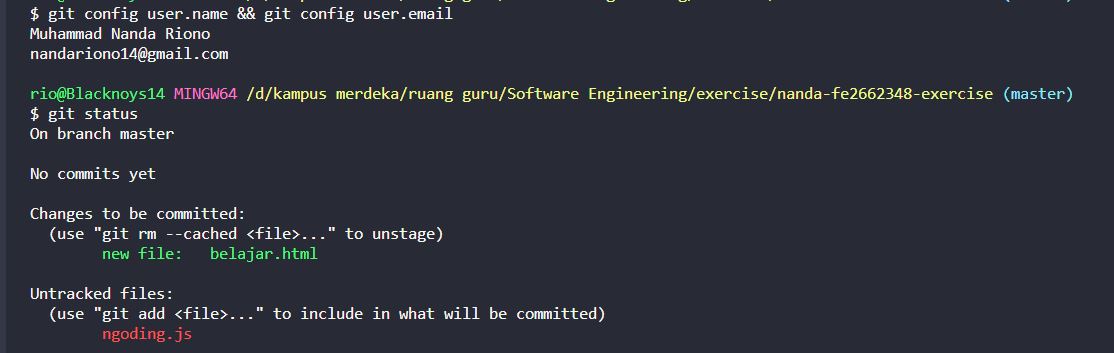 $ git config user.name && git config user.email
Muhammad Nanda Riono
nandariono14@gmail.com
rio@Blacknoys14 MINGW64 /d/kampus merdeka/ruang guru/Software Engineering/exercise/nanda-fe2662348-exercise (master)
$ git status
On branch master
No commits yet
Changes to be committed:
(use "git rm --cached <file>..." to unstage)
new file: belajar.html
Untracked files:
(use "git add <file>..." to include in what will be committed)
ngoding.js